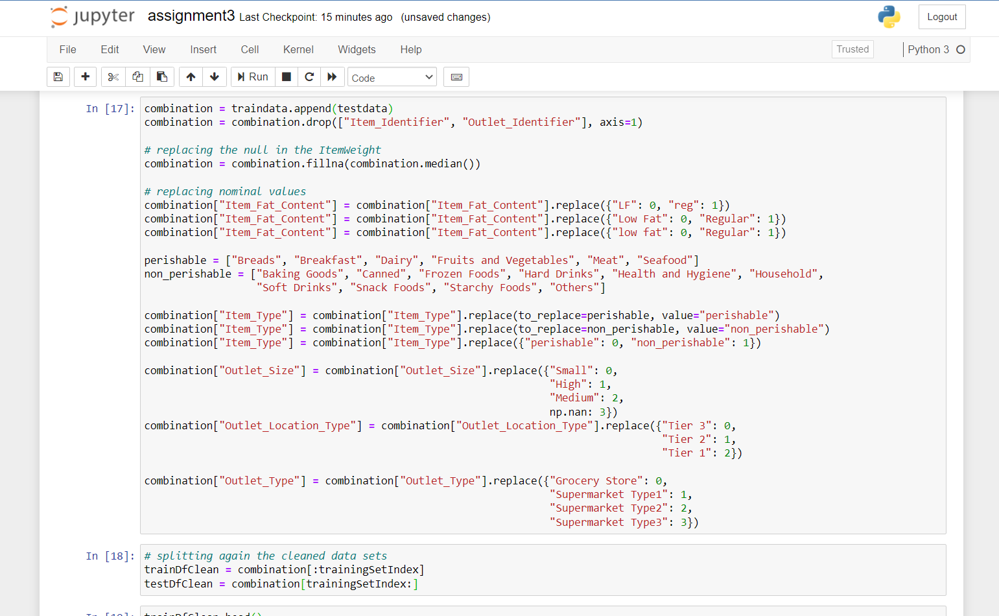 jupyter assignment3 Last Checkpoint: 15 minutes ago (unsaved changes) Logout
File Edit View Insert Cell Kernel Widgets Help Trusted Python 3
Run Code
In [17]: combination = traindata.append(testdata)
combination = combination.drop(["Item_Identifier", "Outlet_Identifier"], axis=1)
# replacing the null in the ItemWeight
combination = combination.fillna(combination.median())
# replacing nominal values
combination["Item_Fat_Content"] = combination["Item_Fat_Content"].replace({"LF": 0, "reg": 1})
combination["Item_Fat_Content"] = combination["Item_Fat_Content"].replace({"Low Fat": 0, "Regular": 1})
combination["Item_Fat_Content"] = combination["Item_Fat_Content"].replace({"low fat": 0, "Regular": 1})
perishable = ["Breads", "Breakfast", "Dairy", "Fruits and Vegetables", "Meat", "Seafood"]
non_perishable = ["Baking Goods", "Canned", "Frozen Foods", "Hard Drinks", "Health and Hygiene", "Household",
"Soft Drinks", "Snack Foods", "Starchy Foods", "Others"]
combination["Item_Type"] = combination["Item_Type"].replace(to_replace=perishable, value="perishable")
combination["Item_Type"] = combination["Item_Type"].replace(to_replace=non_perishable, value="non_perishable")
combination["Item_Type"] = combination["Item_Type"].replace({"perishable": 0, "non_perishable": 1})
combination["Outlet_Size"] = combination["Outlet_Size"].replace({"Small": 0,
"High": 1,
"Medium": 2,
np.nan: 3})
combination["Outlet_Location_Type"] = combination["Outlet_Location_Type"].replace({"Tier 3": 0,
"Tier 2": 1,
"Tier 1": 2})
combination["Outlet_Type"] = combination["Outlet_Type"].replace({"Grocery Store": 0,
"Supermarket Type1": 1,
"Supermarket Type2": 2,
"Supermarket Type3": 3})
In [18]: # splitting again the cleaned data sets
trainDfClean = combination[:trainingSetIndex]
testDfClean = combination[trainingSetIndex:]
In [19]: trainDfClean.head()